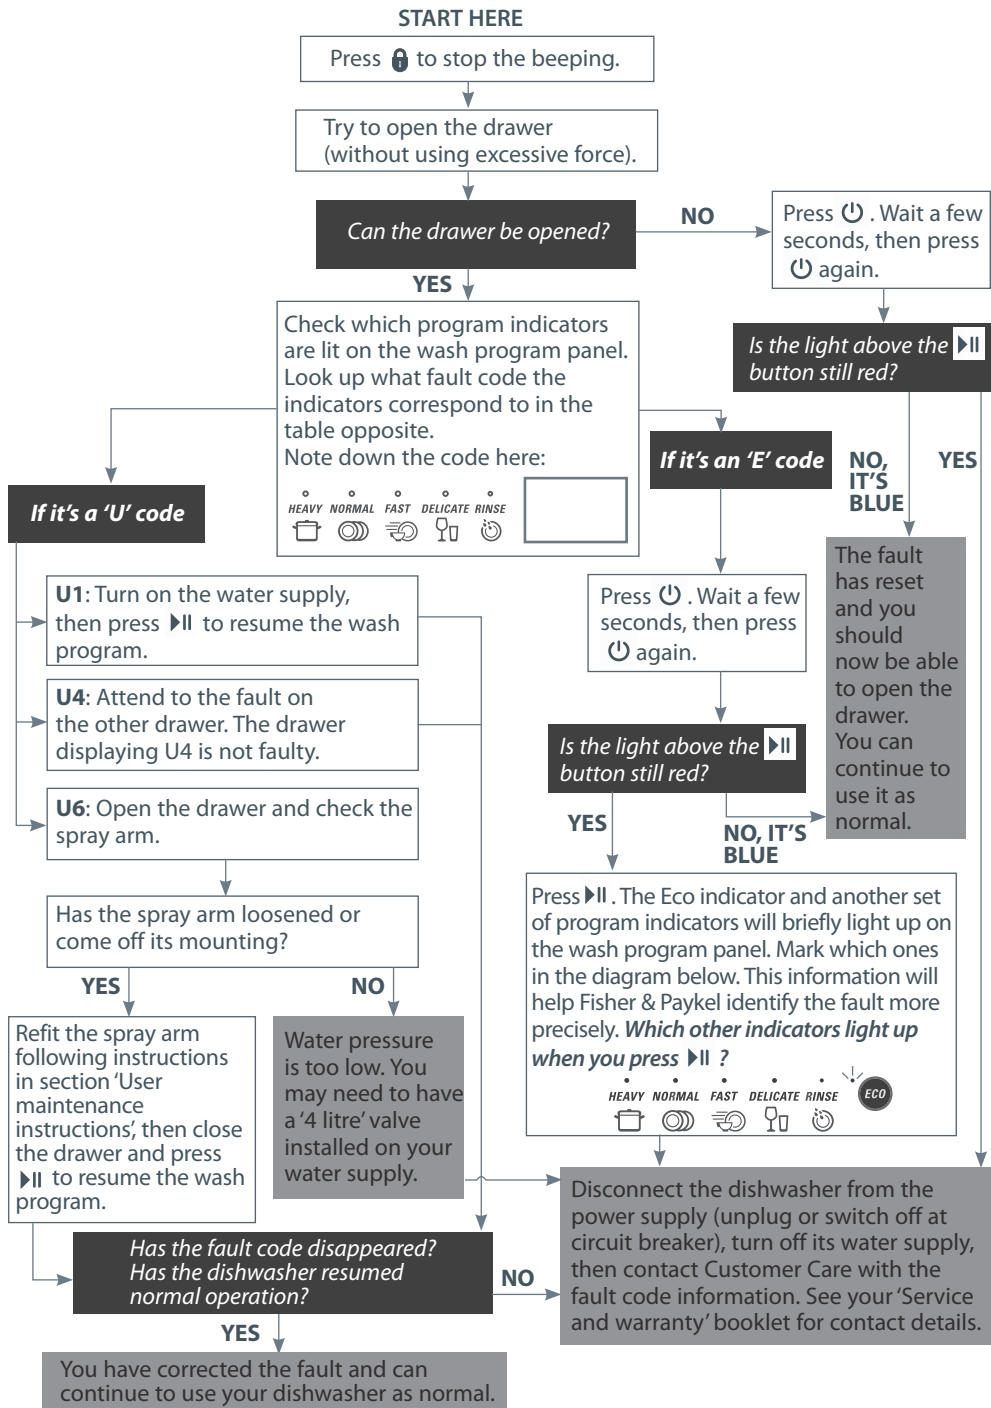 START HERE
Press to stop the beeping.
Try to open the drawer
(without using excessive force).
Can the drawer be opened?
NO
Press . Wait a few
seconds, then press
again.
YES
Is the light above the
button still red?
NO,
IT'S
BLUE
YES
The fault
has reset
and you
should
now be able
to open the
drawer.
You can
continue to
use it as
normal.
Check which program indicators
are lit on the wash program panel.
Look up what fault code the
indicators correspond to in the
table opposite.
Note down the code here:
HEAVY NORMAL FAST DELICATE RINSE
If it's a ‘U’ code
U1: Turn on the water supply,
then press to resume the wash
program.
U4: Attend to the fault on
the other drawer. The drawer
displaying U4 is not faulty.
U6: Open the drawer and check the
spray arm.
Has the spray arm loosened or
come off its mounting?
YES
NO
Refit the spray arm
following instructions
in section ‘User
maintenance
instructions’, then close
the drawer and press
to resume the wash
program.
Water pressure
is too low. You
may need to have
a ‘4 litre’ valve
installed on your
water supply.
If it's an ‘E’ code
Press . Wait a few
seconds, then press
again.
Is the light above the
button still red?
YES
NO, IT'S
BLUE
Press . The Eco indicator and another set
of program indicators will briefly light up on
the wash program panel. Mark which ones
in the diagram below. This information will
help Fisher & Paykel identify the fault more
precisely. Which other indicators light up
when you press ?
HEAVY NORMAL FAST DELICATE RINSE
ECO
Has the fault code disappeared?
Has the dishwasher resumed
normal operation?
NO
Disconnect the dishwasher from the
power supply (unplug or switch off at
circuit breaker), turn off its water supply,
then contact Customer Care with the
fault code information. See your ‘Service
and warranty’ booklet for contact details.
YES
You have corrected the fault and can
continue to use your dishwasher as normal.